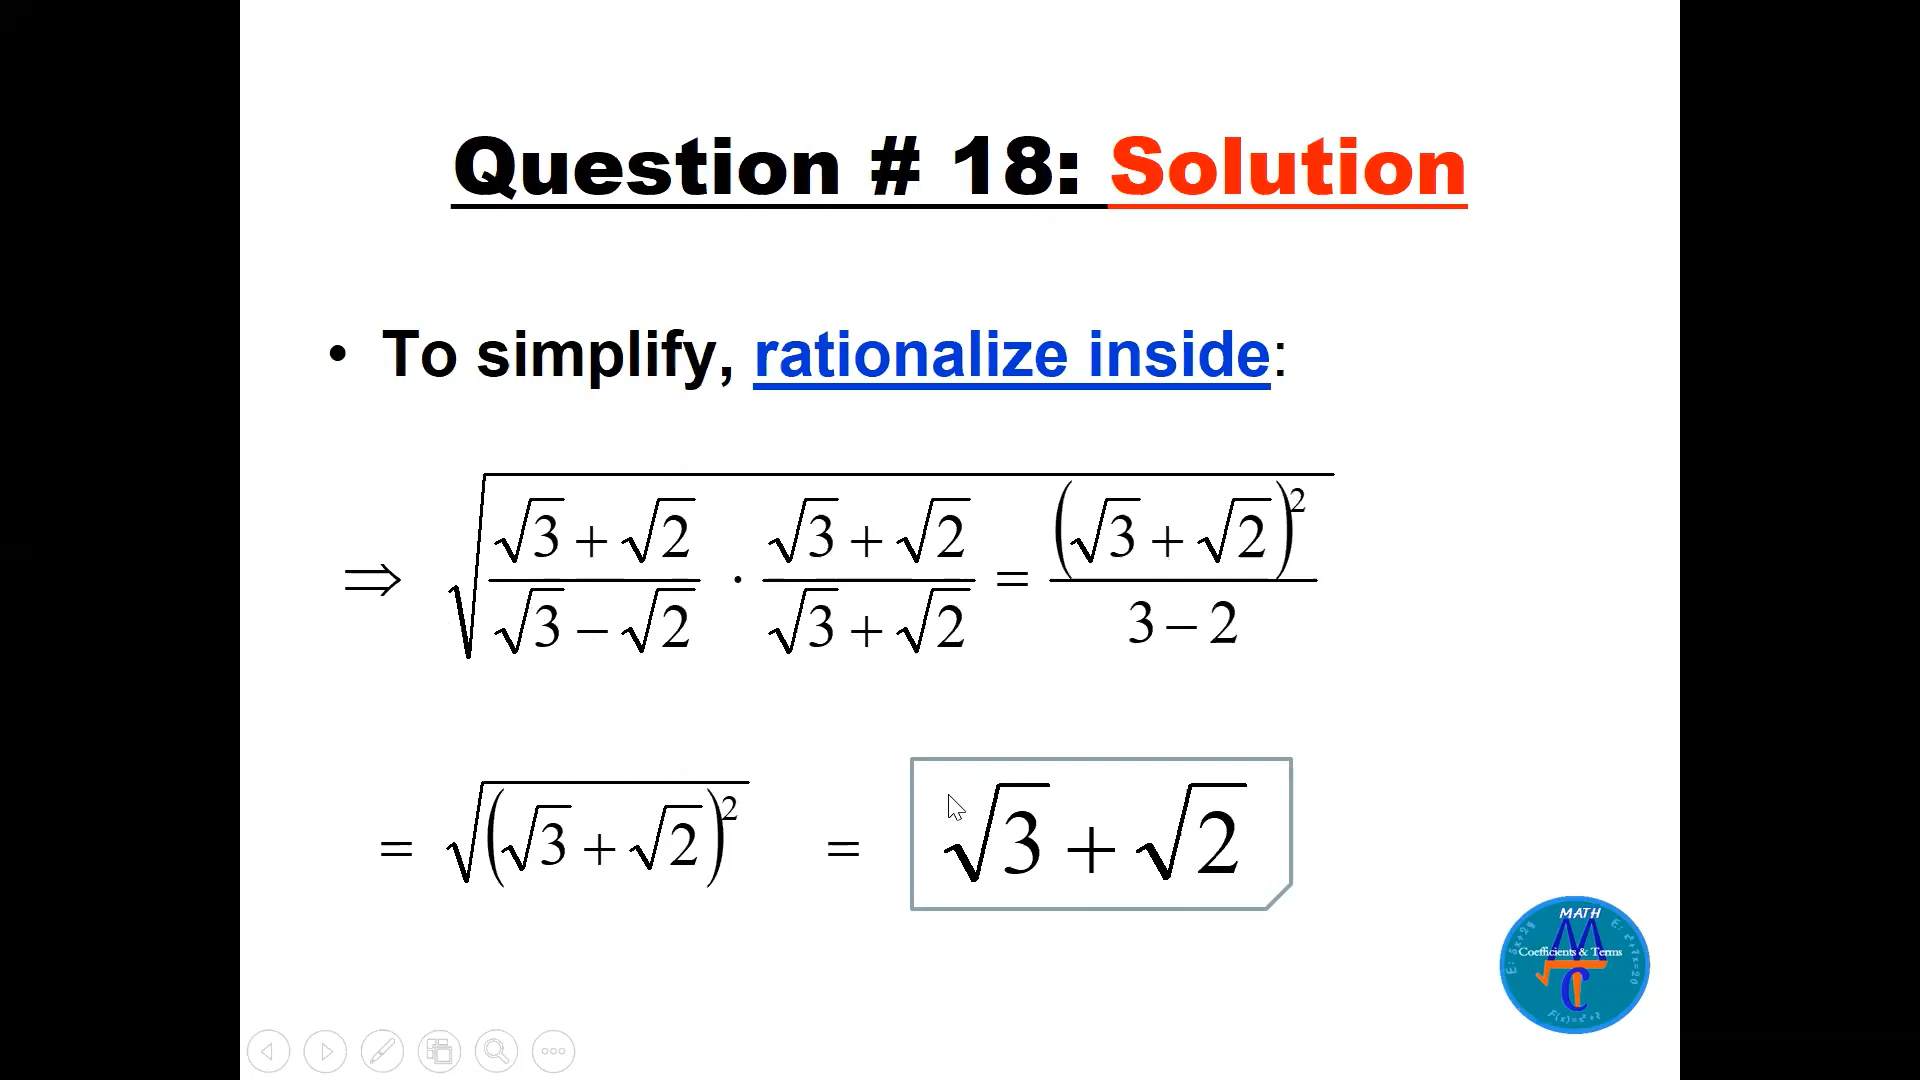 Question # 18: Solution
• To simplify, rationalize inside:
⇒ √((√3 + √2)/(√3 − √2) · (√3 + √2)/(√3 + √2) = (√3 + √2)²/(3 − 2))
= √((√3 + √2)²) = √3 + √2
MATH
Coefficients & Terms